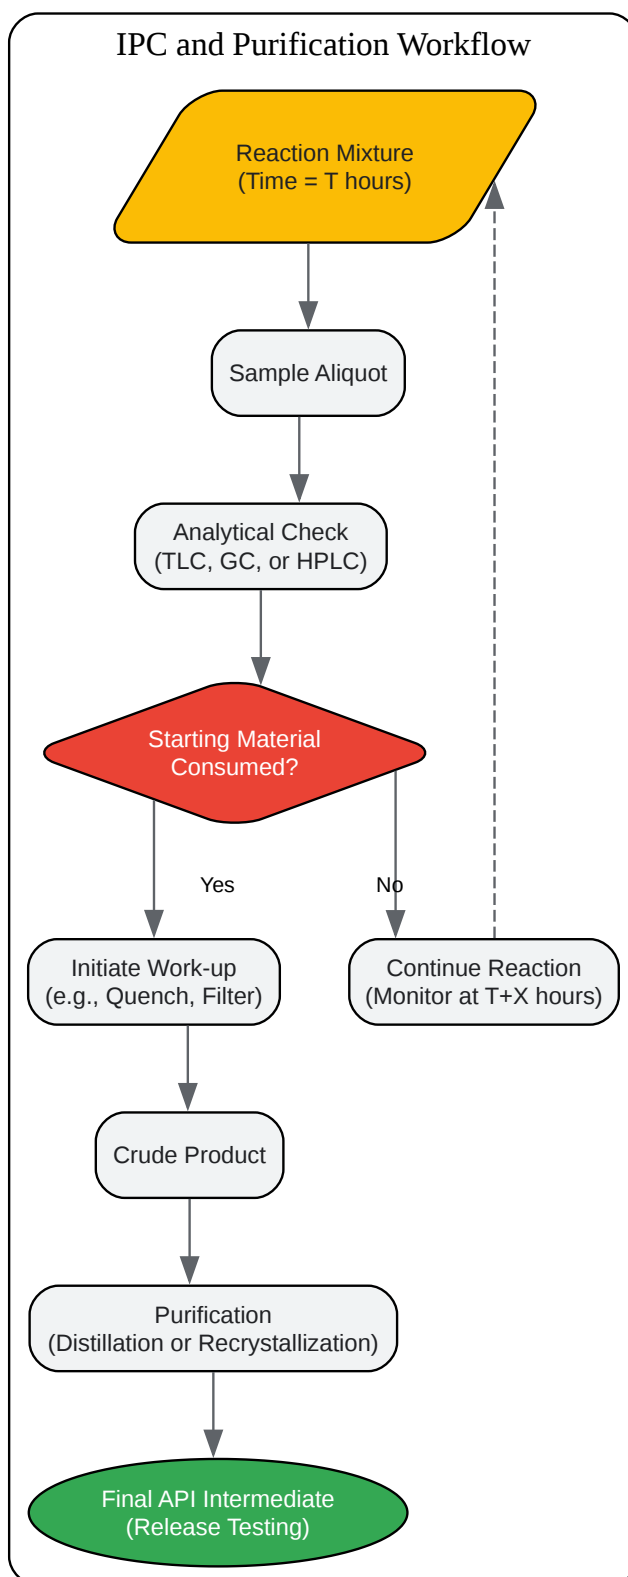 IPC and Purification Workflow
Reaction Mixture
(Time = T hours)
Sample Aliquot
Analytical Check
(TLC, GC, or HPLC)
Starting Material
Consumed?
Yes
No
Initiate Work-up
(e.g., Quench, Filter)
Continue Reaction
(Monitor at T+X hours)
Crude Product
Purification
(Distillation or Recrystallization)
Final API Intermediate
(Release Testing)